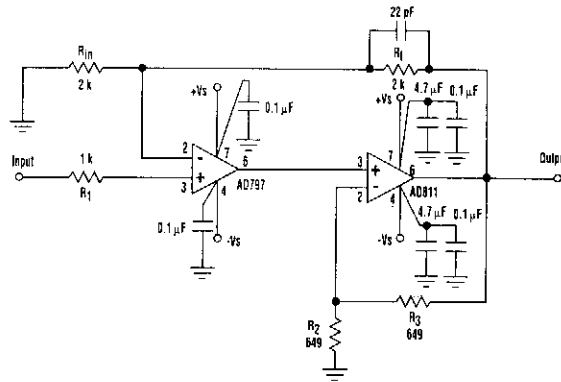 22 pF
Rin
2 k
Rf
2 k
+Vs
0.1 µF
4.7 µF 0.1 µF
+Vs
Input
1 k
R1
2
-
7
6
+
3
4
AD797
0.1 µF
-Vs
3
+
7
6
-
2
4
AD811
Output
4.7 µF 0.1 µF
-Vs
R2
649
R3
649